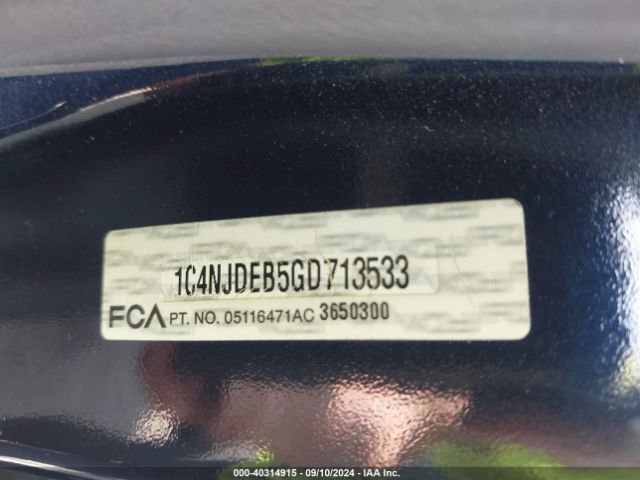 1C4NJDEB5GD713533
FCA PT. NO. 05116471AC 3650300
000-40314915 - 09/10/2024 - IAA Inc.